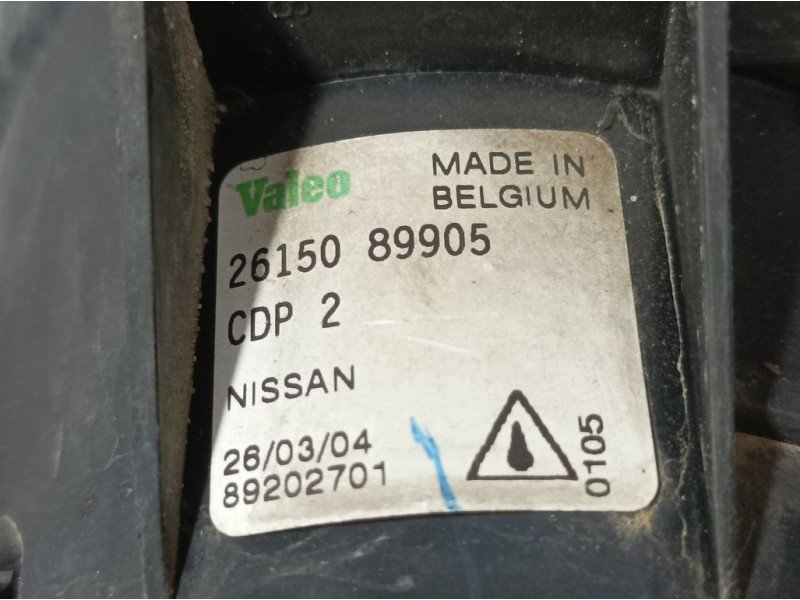 Valeo
MADE IN
BELGIUM
26150 89905
CDP 2
NISSAN
26/03/04
89202701
0105